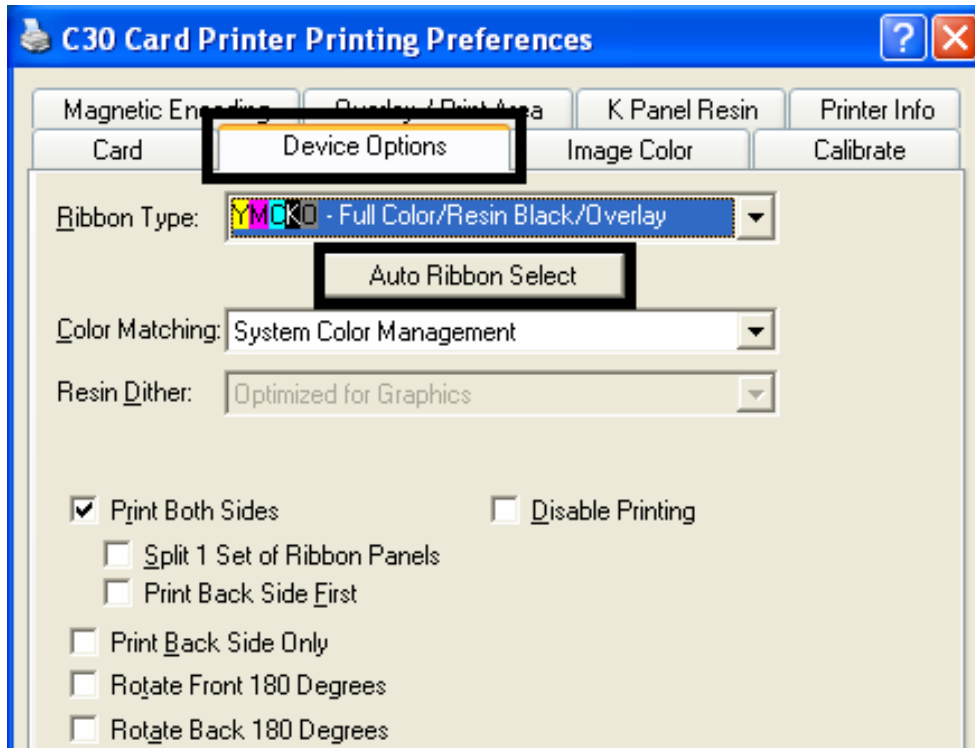 C30 Card Printer Printing Preferences
Magnetic Encoding Overlay / Print Area K Panel Resin Printer Info
Card Device Options Image Color Calibrate
Ribbon Type: YMCKO - Full Color/Resin Black/Overlay
Auto Ribbon Select
Color Matching: System Color Management
Resin Dither: Optimized for Graphics
Print Both Sides Disable Printing
Split 1 Set of Ribbon Panels
Print Back Side First
Print Back Side Only
Rotate Front 180 Degrees
Rotate Back 180 Degrees